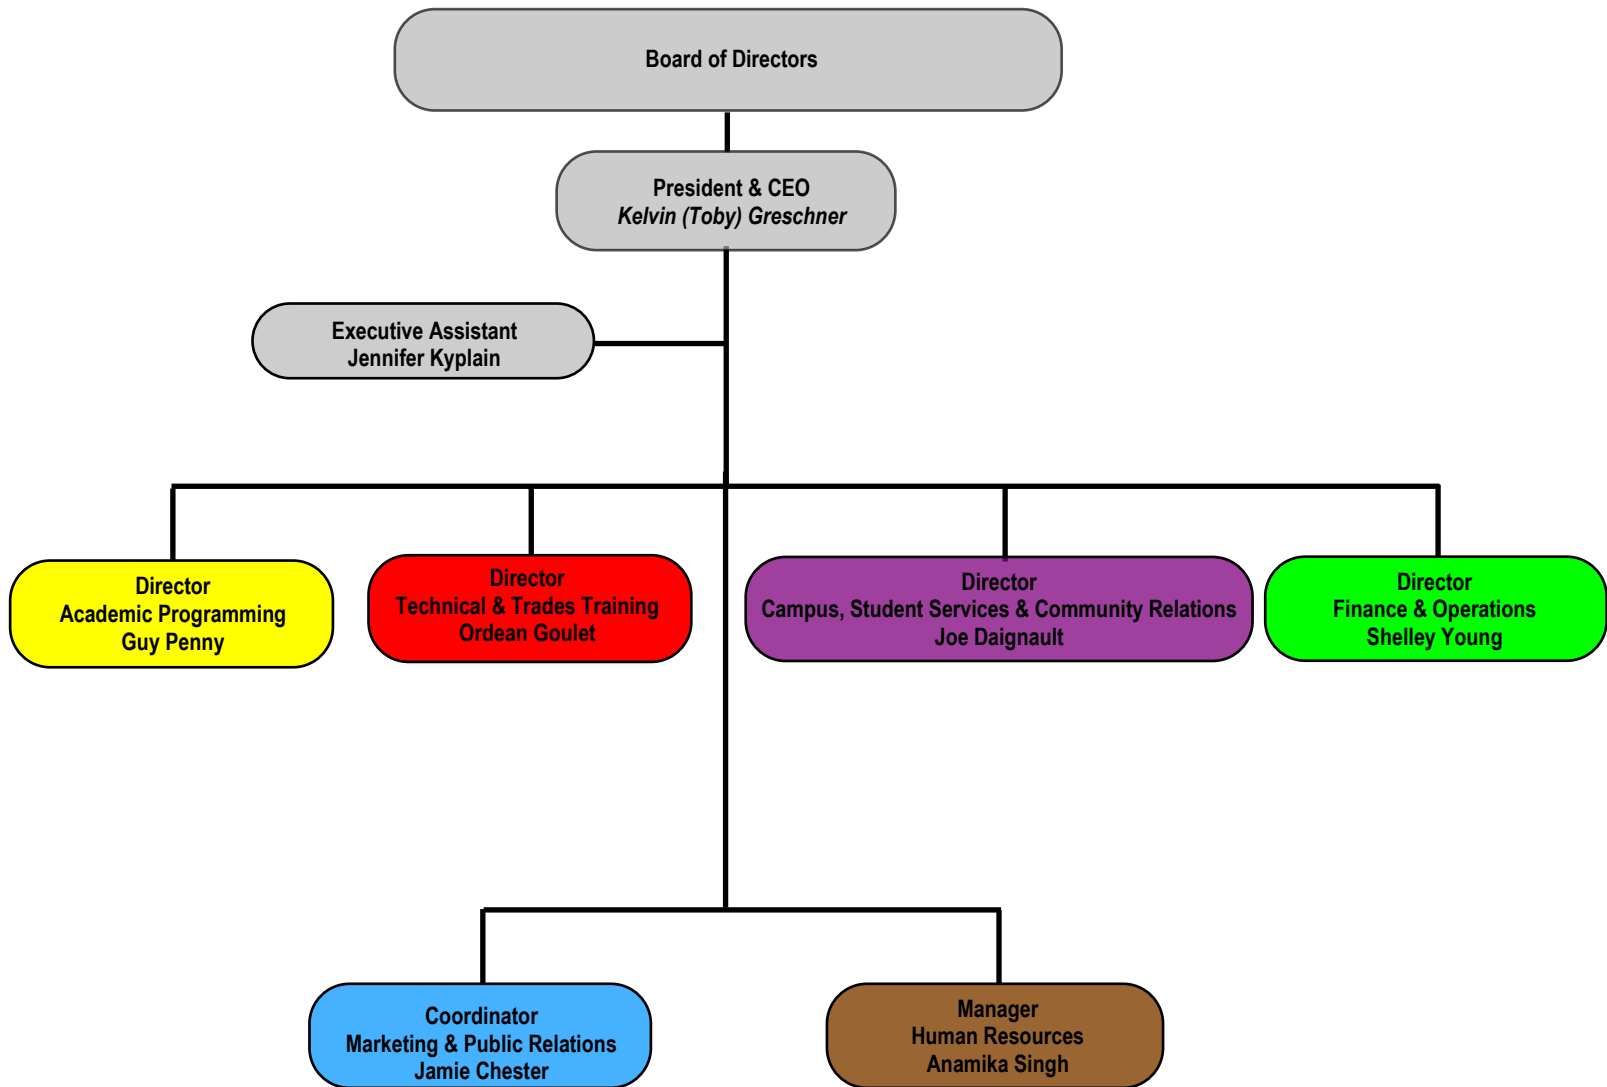 Board of Directors
President & CEO
Kelvin (Toby) Greschner
Executive Assistant
Jennifer Kyplain
Director
Academic Programming
Guy Penny
Director
Technical & Trades Training
Ordean Goulet
Director
Campus, Student Services & Community Relations
Joe Daignault
Director
Finance & Operations
Shelley Young
Coordinator
Marketing & Public Relations
Jamie Chester
Manager
Human Resources
Anamika Singh